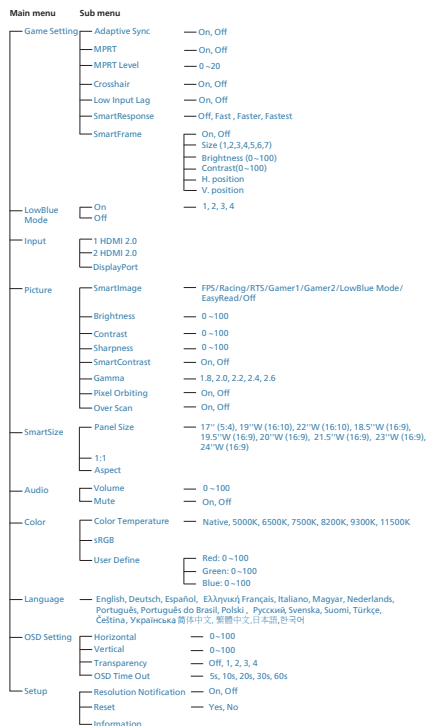 Main menu Sub menu
Game Setting Adaptive Sync On, Off
MPRT On, Off
MPRT Level 0~20
Crosshair On, Off
Low Input Lag On, Off
SmartResponse Off, Fast , Faster, Fastest
SmartFrame On, Off
Size (1,2,3,4,5,6,7)
Brightness (0~100)
Contrast(0~100)
H. position
V. position
LowBlue Mode On 1, 2, 3, 4
Off
Input 1 HDMI 2.0
2 HDMI 2.0
DisplayPort
Picture SmartImage FPS/Racing/RTS/Gamer1/Gamer2/LowBlue Mode/
EasyRead/Off
Brightness 0 ~100
Contrast 0 ~100
Sharpness 0 ~100
SmartContrast On, Off
Gamma 1.8, 2.0, 2.2, 2.4, 2.6
Pixel Orbiting On, Off
Over Scan On, Off
SmartSize Panel Size 17'' (5:4), 19''W (16:10), 22''W (16:10), 18.5''W (16:9),
19.5''W (16:9), 20''W (16:9), 21.5''W (16:9), 23''W (16:9),
24''W (16:9)
1:1
Aspect
Audio Volume 0 ~100
Mute On, Off
Color Color Temperature Native, 5000K, 6500K, 7500K, 8200K, 9300K, 11500K
sRGB
User Define Red: 0~100
Green: 0~100
Blue: 0~100
Language English, Deutsch, Español, Ελληνική Français, Italiano, Magyar, Nederlands,
Português, Português do Brasil, Polski , Русский, Svenska, Suomi, Türkçe,
Čeština, Українська 简体中文, 繁體中文,日本語,한국어
OSD Setting Horizontal 0~100
Vertical 0~100
Transparency Off, 1, 2, 3, 4
OSD Time Out 5s, 10s, 20s, 30s, 60s
Setup Resolution Notification On, Off
Reset Yes, No
Information